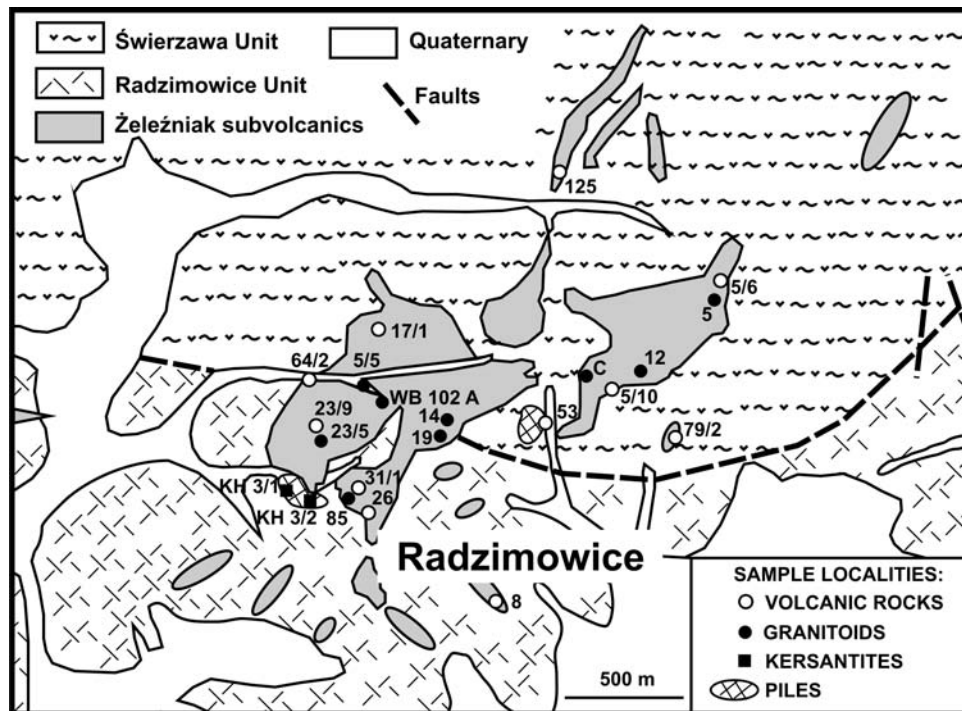 Świerzawa Unit
Quaternary
Radzimowice Unit
Faults
Żeleźniak subvolcanics
125
5/6
5
17/1
64/2
5/5
C
12
WB 102 A
5/10
23/9
14
53
23/5
19
79/2
31/1
KH 3/1
26
KH 3/2
85
Radzimowice
8
500 m
SAMPLE LOCALITIES:
VOLCANIC ROCKS
GRANITOIDS
KERSANTITES
PILES